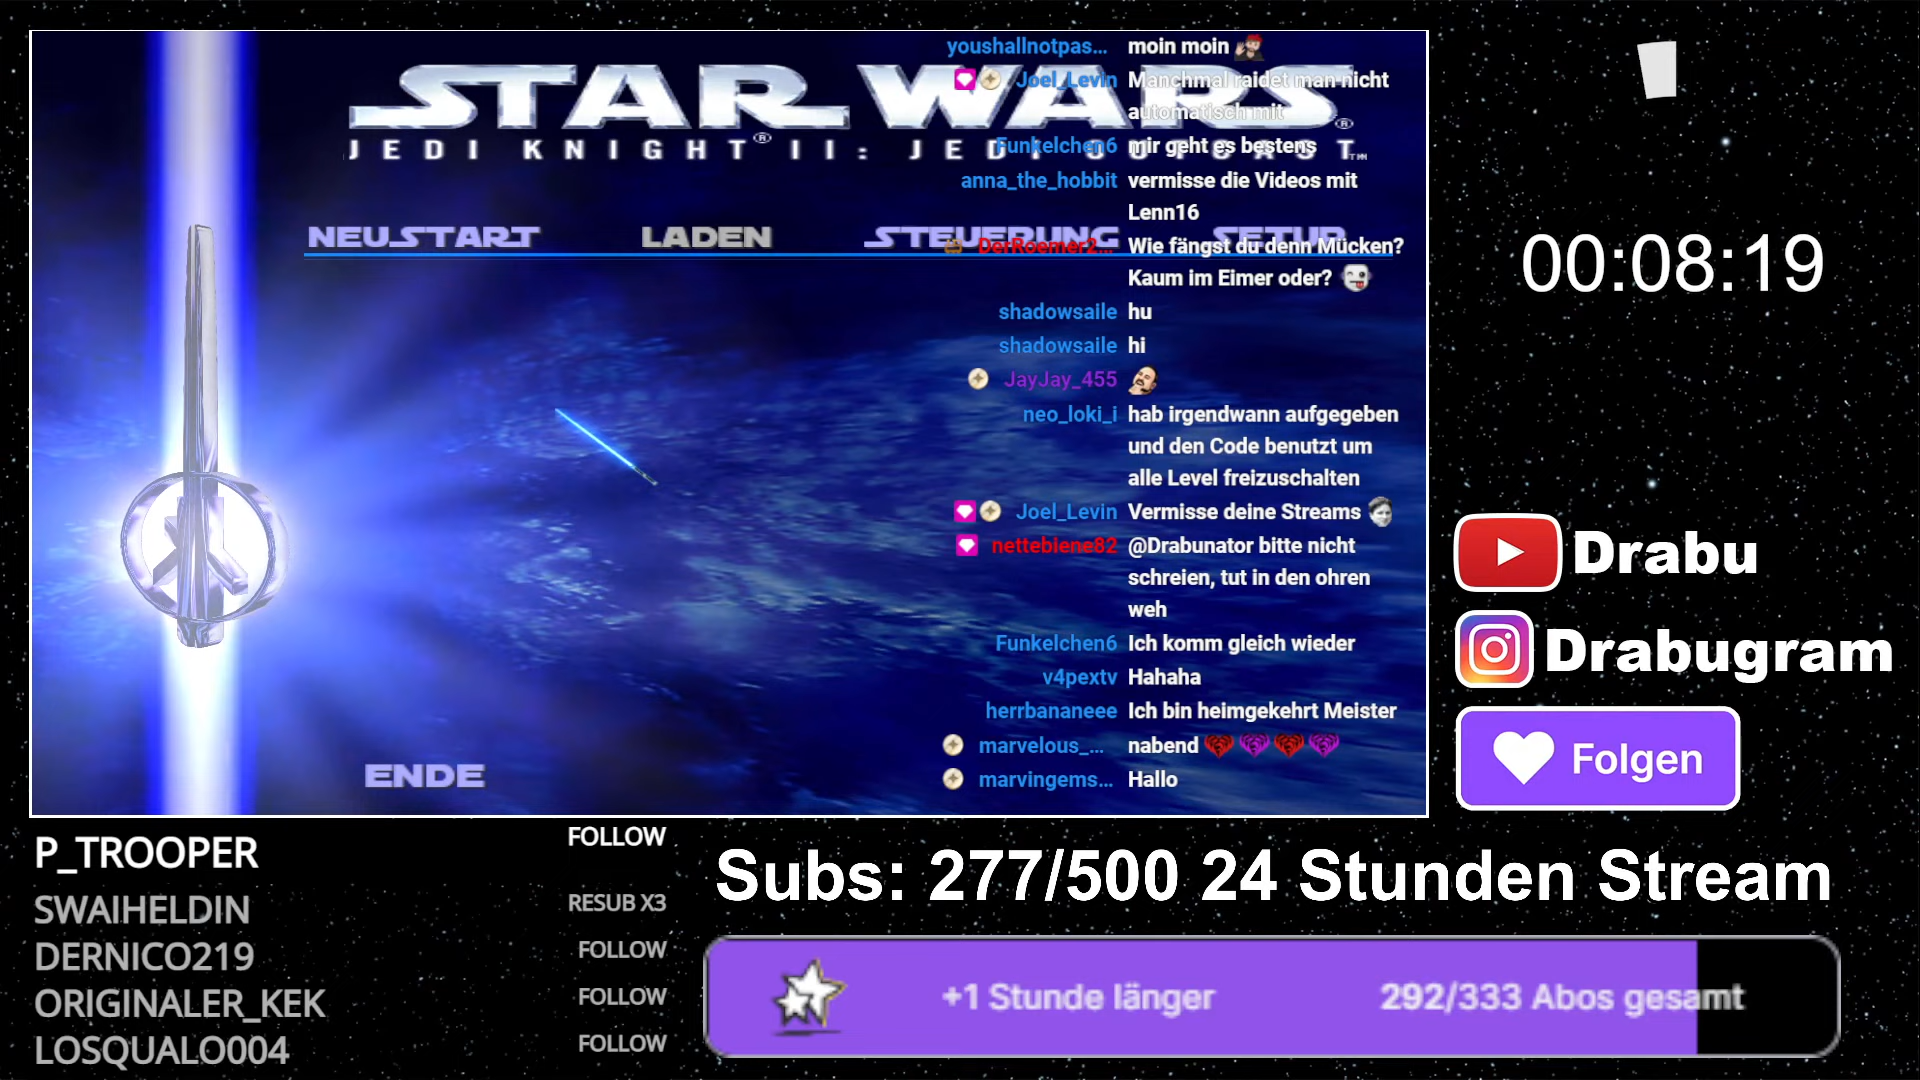 STAR WARS
JEDI KNIGHT® II: JEDI OUTCAST™
NEU START LADEN STEUERUNG SETUP
youshallnotpas... moin moin
Joel_Levin Manchmal raidet man nicht
automatisch mit
Funkelchen6 mir geht es bestens
anna_the_hobbit vermisse die Videos mit
Lenn16
DerRoemer2... Wie fängst du denn Mücken?
Kaum im Eimer oder?
shadowsaile hu
shadowsaile hi
JayJay_455
neo_loki_i hab irgendwann aufgegeben
und den Code benutzt um
alle Level freizuschalten
Joel_Levin Vermisse deine Streams
nettebiene82 @Drabunator bitte nicht
schreien, tut in den ohren
weh
Funkelchen6 Ich komm gleich wieder
v4pextv Hahaha
herrbananeee Ich bin heimgekehrt Meister
marvelous_... nabend
marvingems... Hallo
ENDE
00:08:19
Drabu
Drabugram
Folgen
P_TROOPER FOLLOW
SWAIHELDIN RESUB X3
DERNICO219 FOLLOW
ORIGINALER_KEK FOLLOW
LOSQUALO004 FOLLOW
Subs: 277/500 24 Stunden Stream
+1 Stunde länger 292/333 Abos gesamt